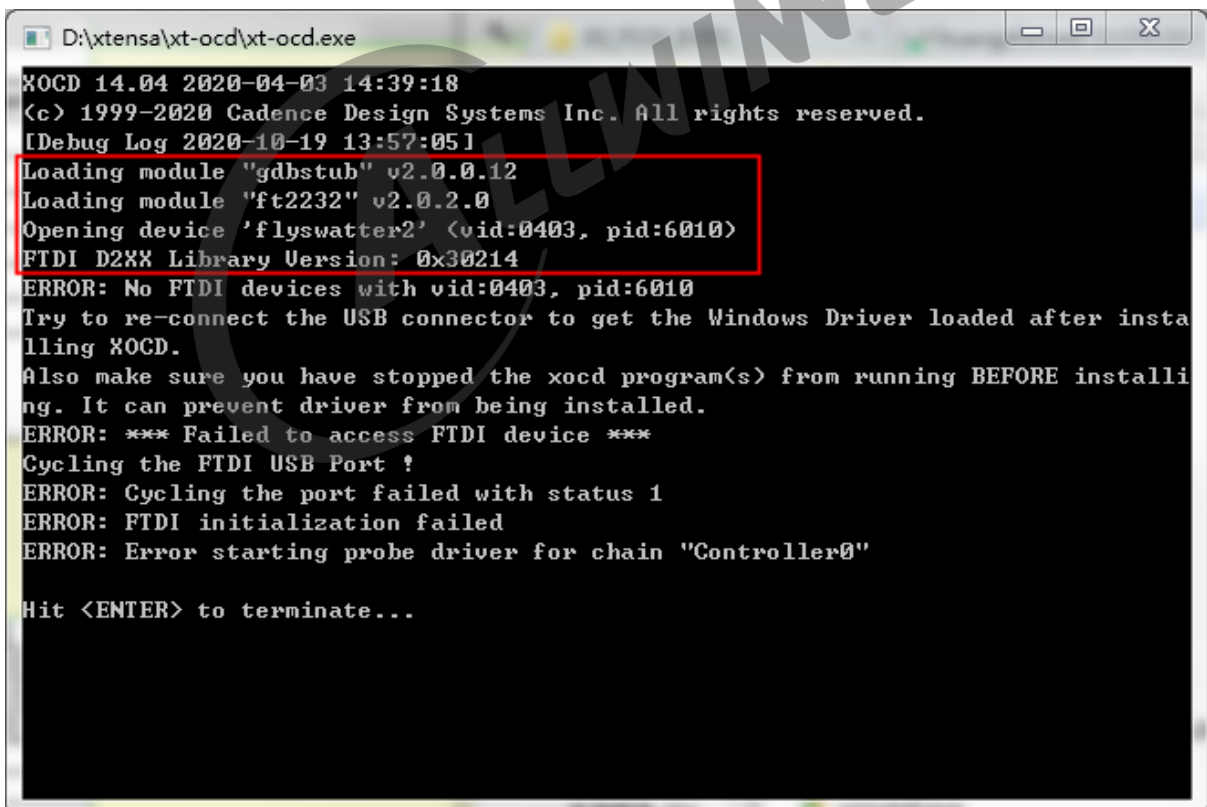 D:\xtensa\xt-ocd\xt-ocd.exe
XOCD 14.04 2020-04-03 14:39:18
(c) 1999-2020 Cadence Design Systems Inc. All rights reserved.
[Debug Log 2020-10-19 13:57:05]
Loading module "gdbstub" v2.0.0.12
Loading module "ft2232" v2.0.2.0
Opening device 'flyswatter2' (vid:0403, pid:6010)
FTDI D2XX Library Version: 0x30214
ERROR: No FTDI devices with vid:0403, pid:6010
Try to re-connect the USB connector to get the Windows Driver loaded after insta
lling XOCD.
Also make sure you have stopped the xocd program(s) from running BEFORE installi
ng. It can prevent driver from being installed.
ERROR: *** Failed to access FTDI device ***
Cycling the FTDI USB Port !
ERROR: Cycling the port failed with status 1
ERROR: FTDI initialization failed
ERROR: Error starting probe driver for chain "Controller0"
Hit <ENTER> to terminate...